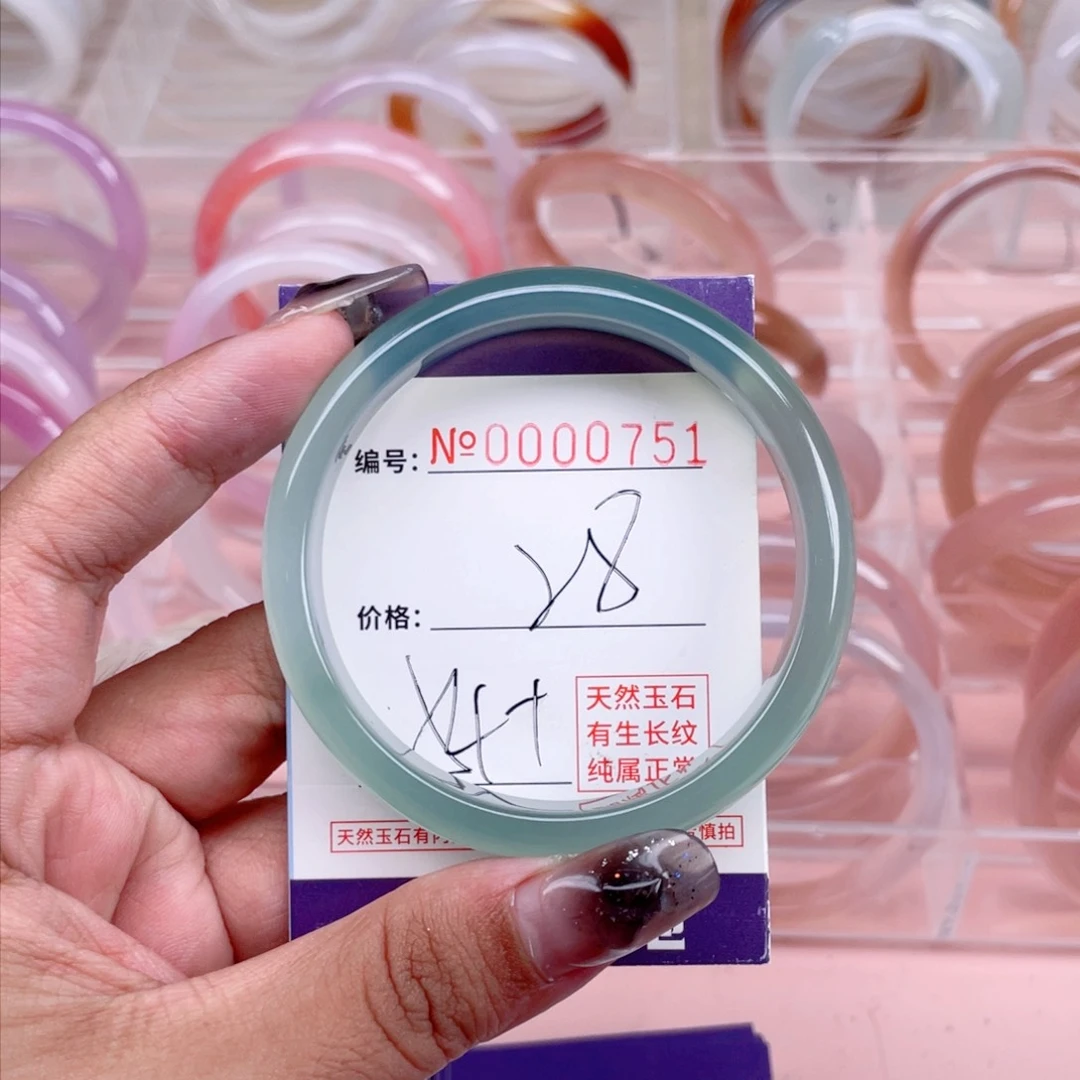 编号: №0000751
价格: 28
天然玉石
有生长纹
纯属正常
天然玉石有内
慎拍